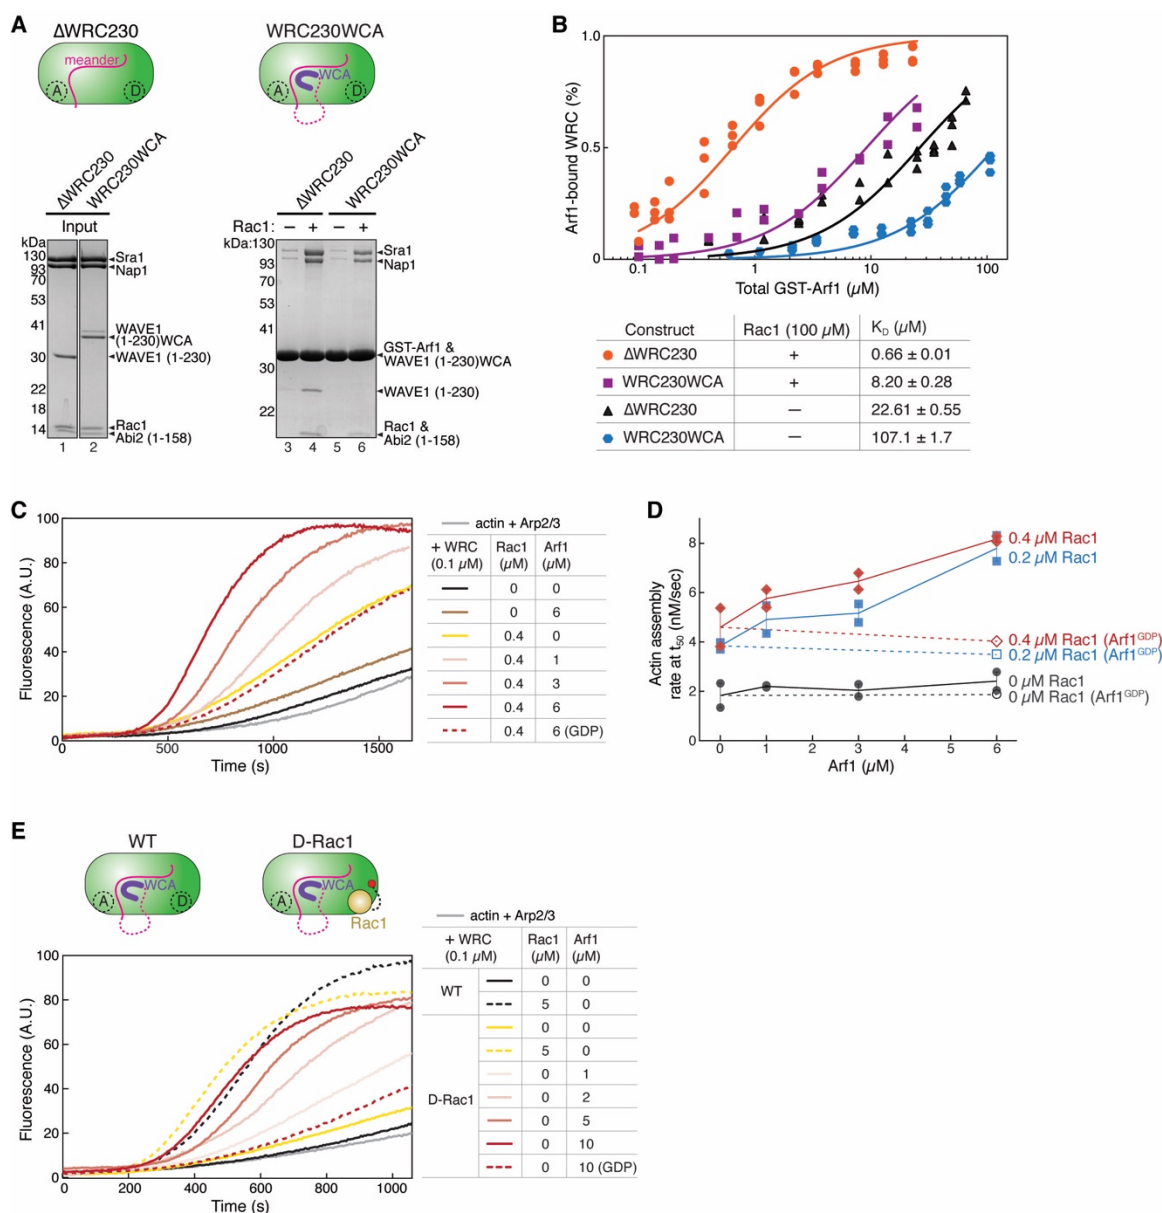 A
ΔWRC230
WRC230WCA
meander
WCA
A
D
A
D
ΔWRC230
WRC230WCA
Input
kDa
130
93
70
53
41
30
22
18
14
Sra1
Nap1
WAVE1
(1-230)WCA
WAVE1 (1-230)
Rac1
Abi2 (1-158)
1
2
ΔWRC230
WRC230WCA
Rac1: – + – +
kDa:130
93
70
53
41
30
22
Sra1
Nap1
GST-Arf1 &
WAVE1 (1-230)WCA
WAVE1 (1-230)
Rac1 &
Abi2 (1-158)
3 4 5 6
B
Arf1-bound WRC (%)
1.0
0.5
0
0.1 1 10 100
Total GST-Arf1 (µM)
Construct Rac1 (100 µM) KD (µM)
ΔWRC230 + 0.66 ± 0.01
WRC230WCA + 8.20 ± 0.28
ΔWRC230 – 22.61 ± 0.55
WRC230WCA – 107.1 ± 1.7
C
Fluorescence (A.U.)
100
80
60
40
20
0
0 500 1000 1500
Time (s)
actin + Arp2/3
+ WRC Rac1 Arf1
(0.1 µM) (µM) (µM)
0 0
0 6
0.4 0
0.4 1
0.4 3
0.4 6
0.4 6 (GDP)
D
Actin assembly
rate at t50 (nM/sec)
8
6
4
2
0
0 1 2 3 4 5 6
Arf1 (µM)
0.4 µM Rac1
0.2 µM Rac1
0.4 µM Rac1 (Arf1GDP)
0.2 µM Rac1 (Arf1GDP)
0 µM Rac1
0 µM Rac1 (Arf1GDP)
E
WT
D-Rac1
WCA
A
D
WCA
A
Rac1
Fluorescence (A.U.)
100
80
60
40
20
0
0 200 400 600 800 1000
Time (s)
actin + Arp2/3
+ WRC Rac1 Arf1
(0.1 µM) (µM) (µM)
WT
0 0
5 0
D-Rac1
0 0
5 0
0 1
0 2
0 5
0 10
0 10 (GDP)